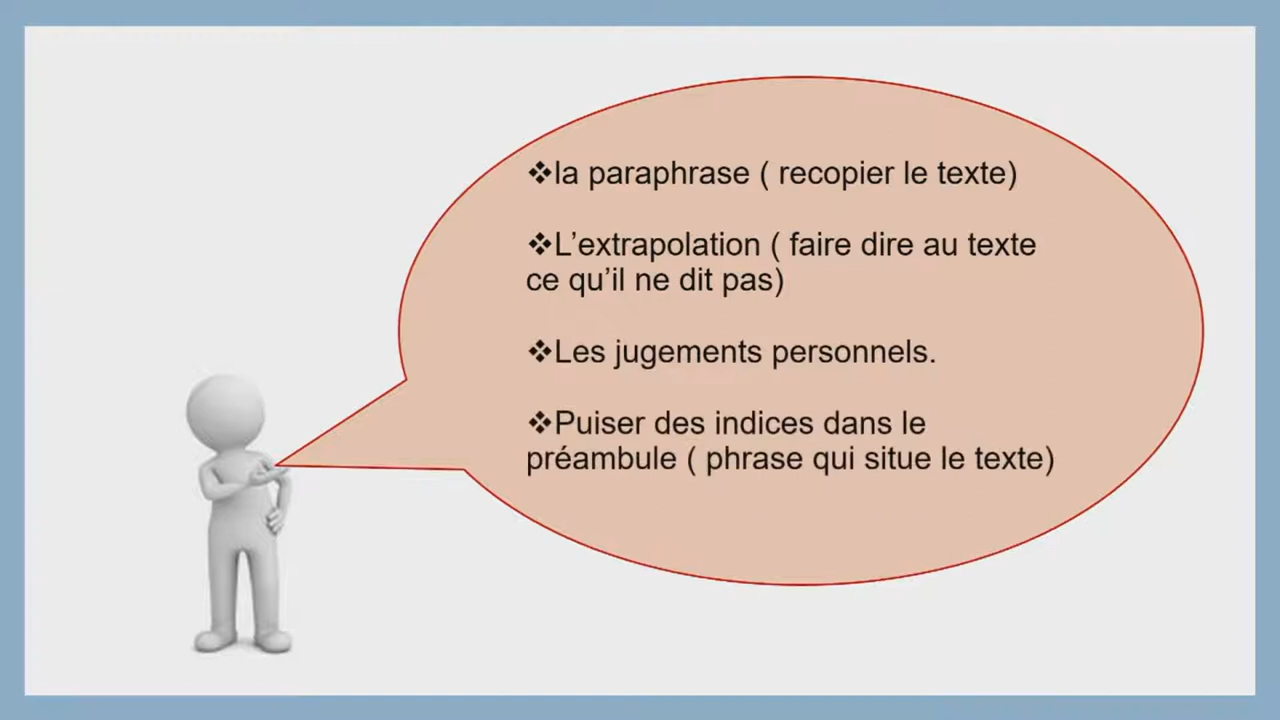 ❖la paraphrase ( recopier le texte)
❖L’extrapolation ( faire dire au texte
ce qu’il ne dit pas)
❖Les jugements personnels.
❖Puiser des indices dans le
préambule ( phrase qui situe le texte)